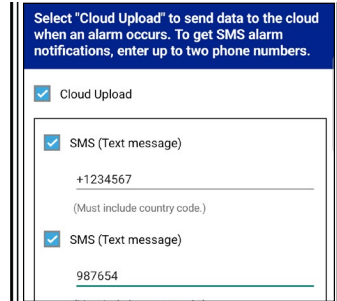 Select "Cloud Upload" to send data to the cloud
when an alarm occurs. To get SMS alarm
notifications, enter up to two phone numbers.
Cloud Upload
SMS (Text message)
+1234567
(Must include country code.)
SMS (Text message)
987654